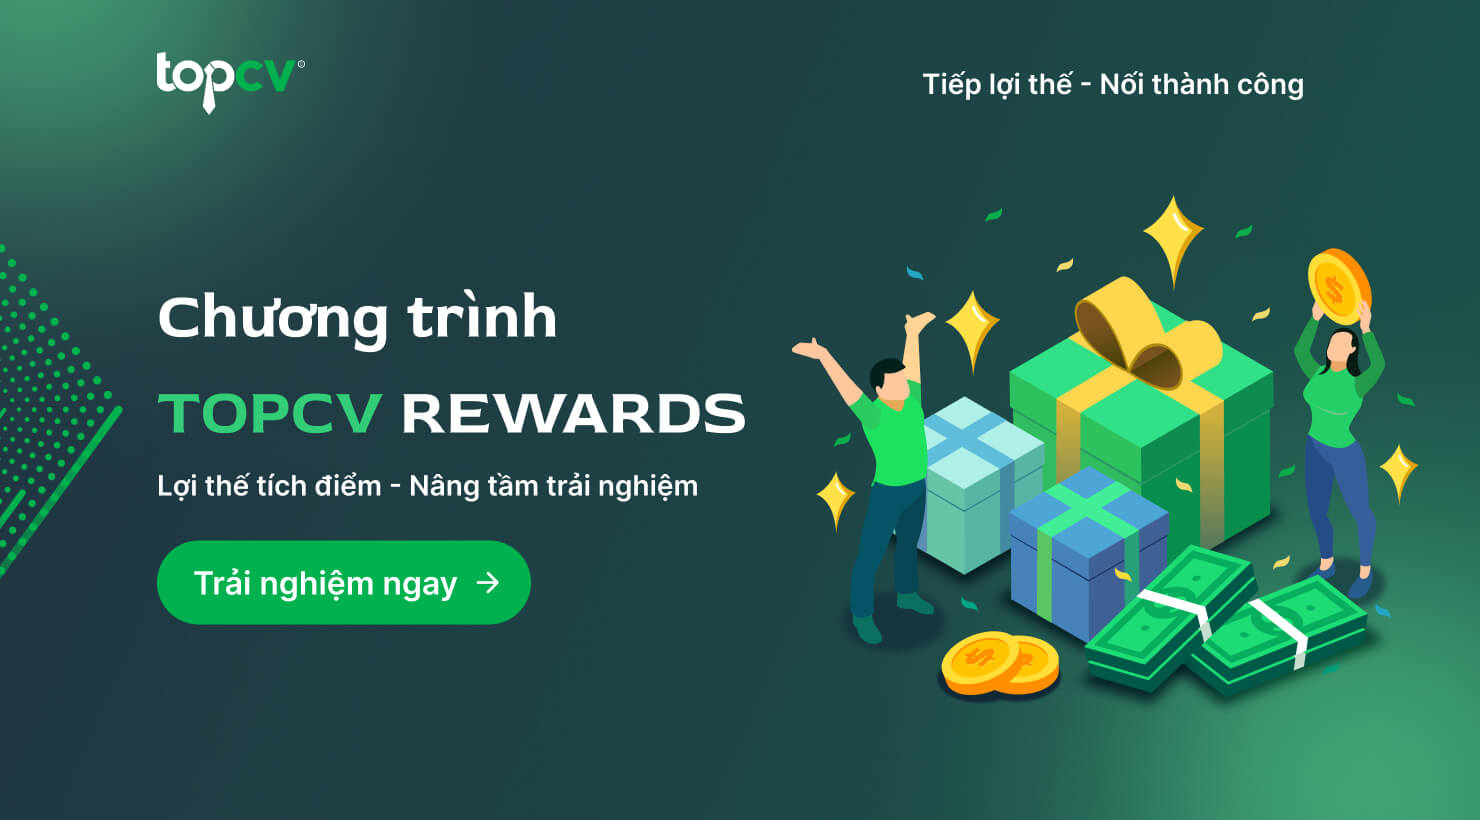 topcv
Tiếp lợi thế - Nối thành công
Chương trình
TOPCV REWARDS
Lợi thế tích điểm - Nâng tầm trải nghiệm
Trải nghiệm ngay →
$
$